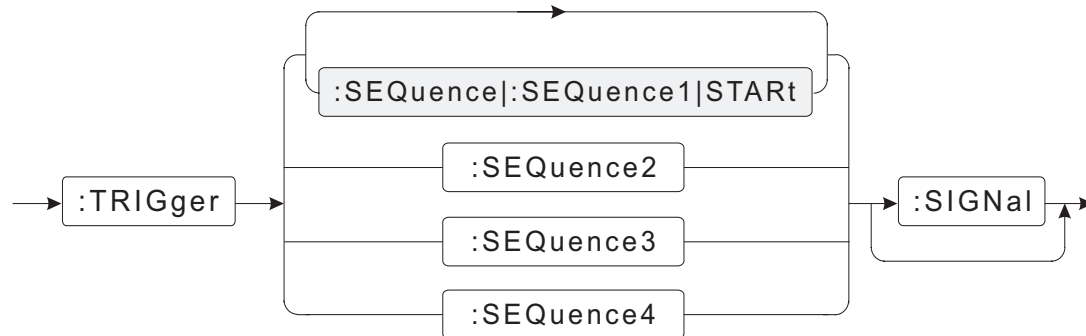 :SEQuence|:SEQuence1|STARt
:SEQuence2
:TRIGger
:SIGNal
:SEQuence3
:SEQuence4